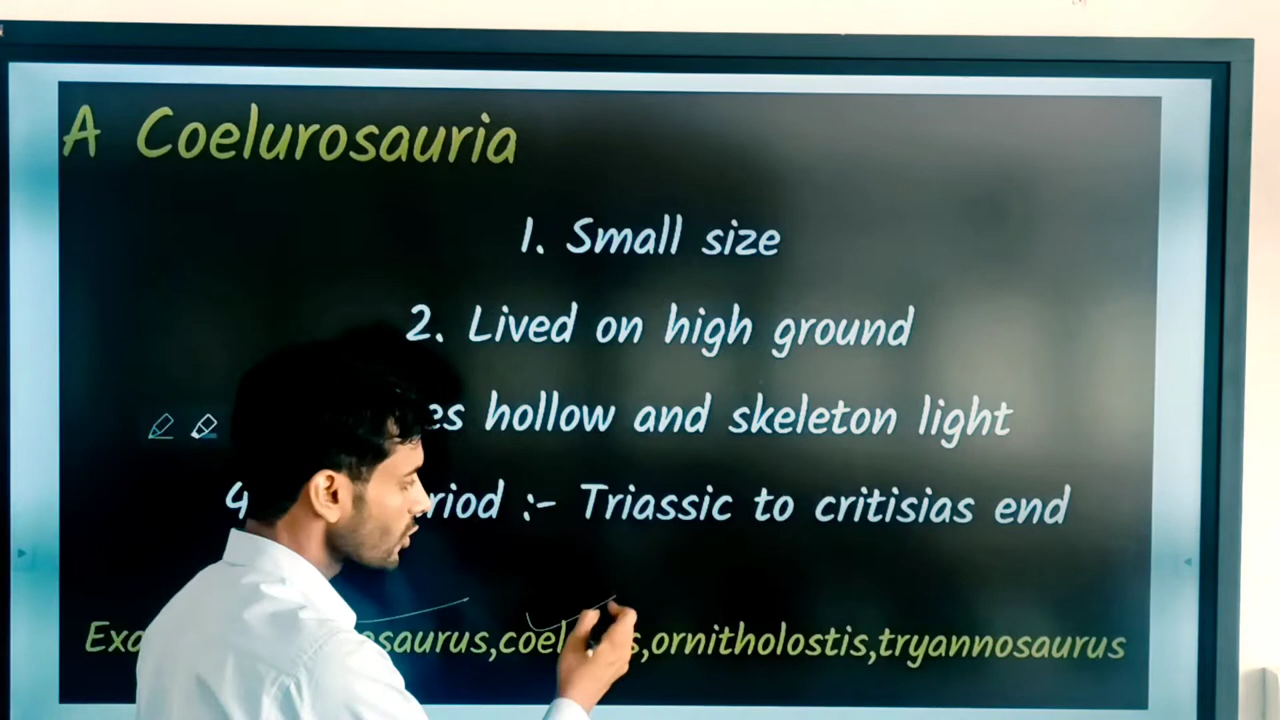 A Coelurosauria
1. Small size
2. Lived on high ground
es hollow and skeleton light
4 riod :- Triassic to critisias end
Exa saurus,coel s,ornitholostis,tryannosaurus